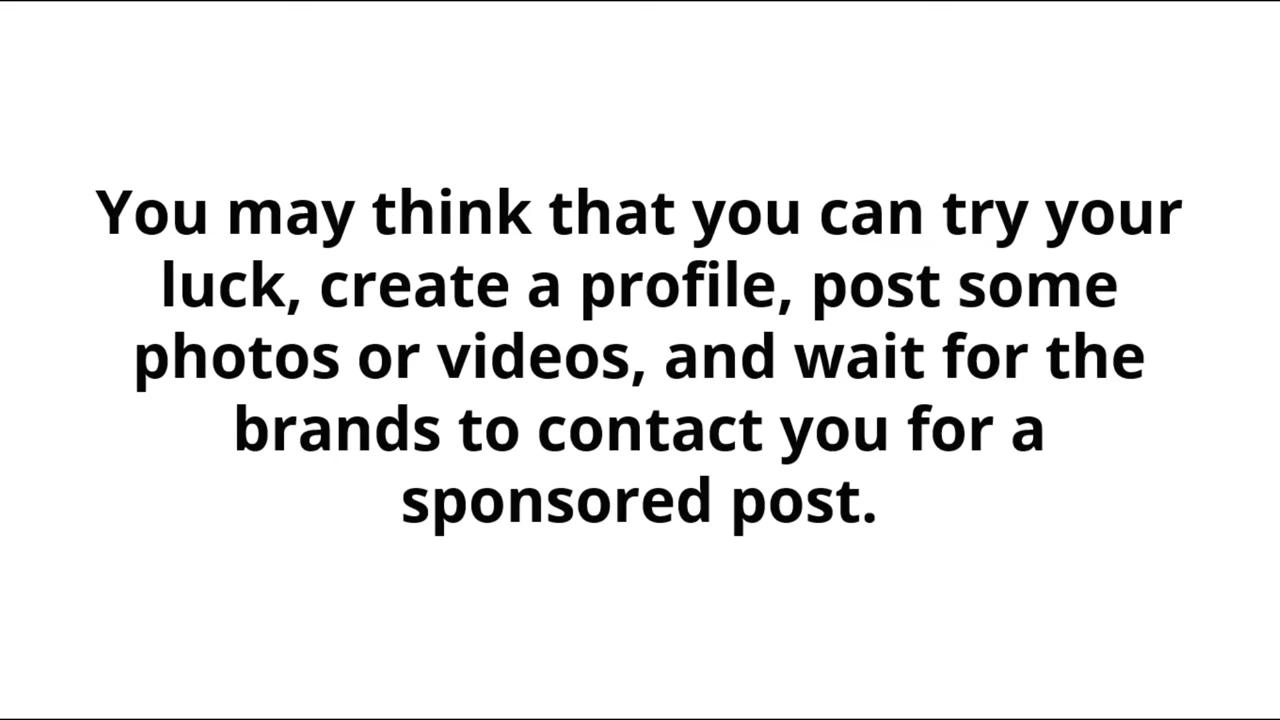 You may think that you can try your
luck, create a profile, post some
photos or videos, and wait for the
brands to contact you for a
sponsored post.